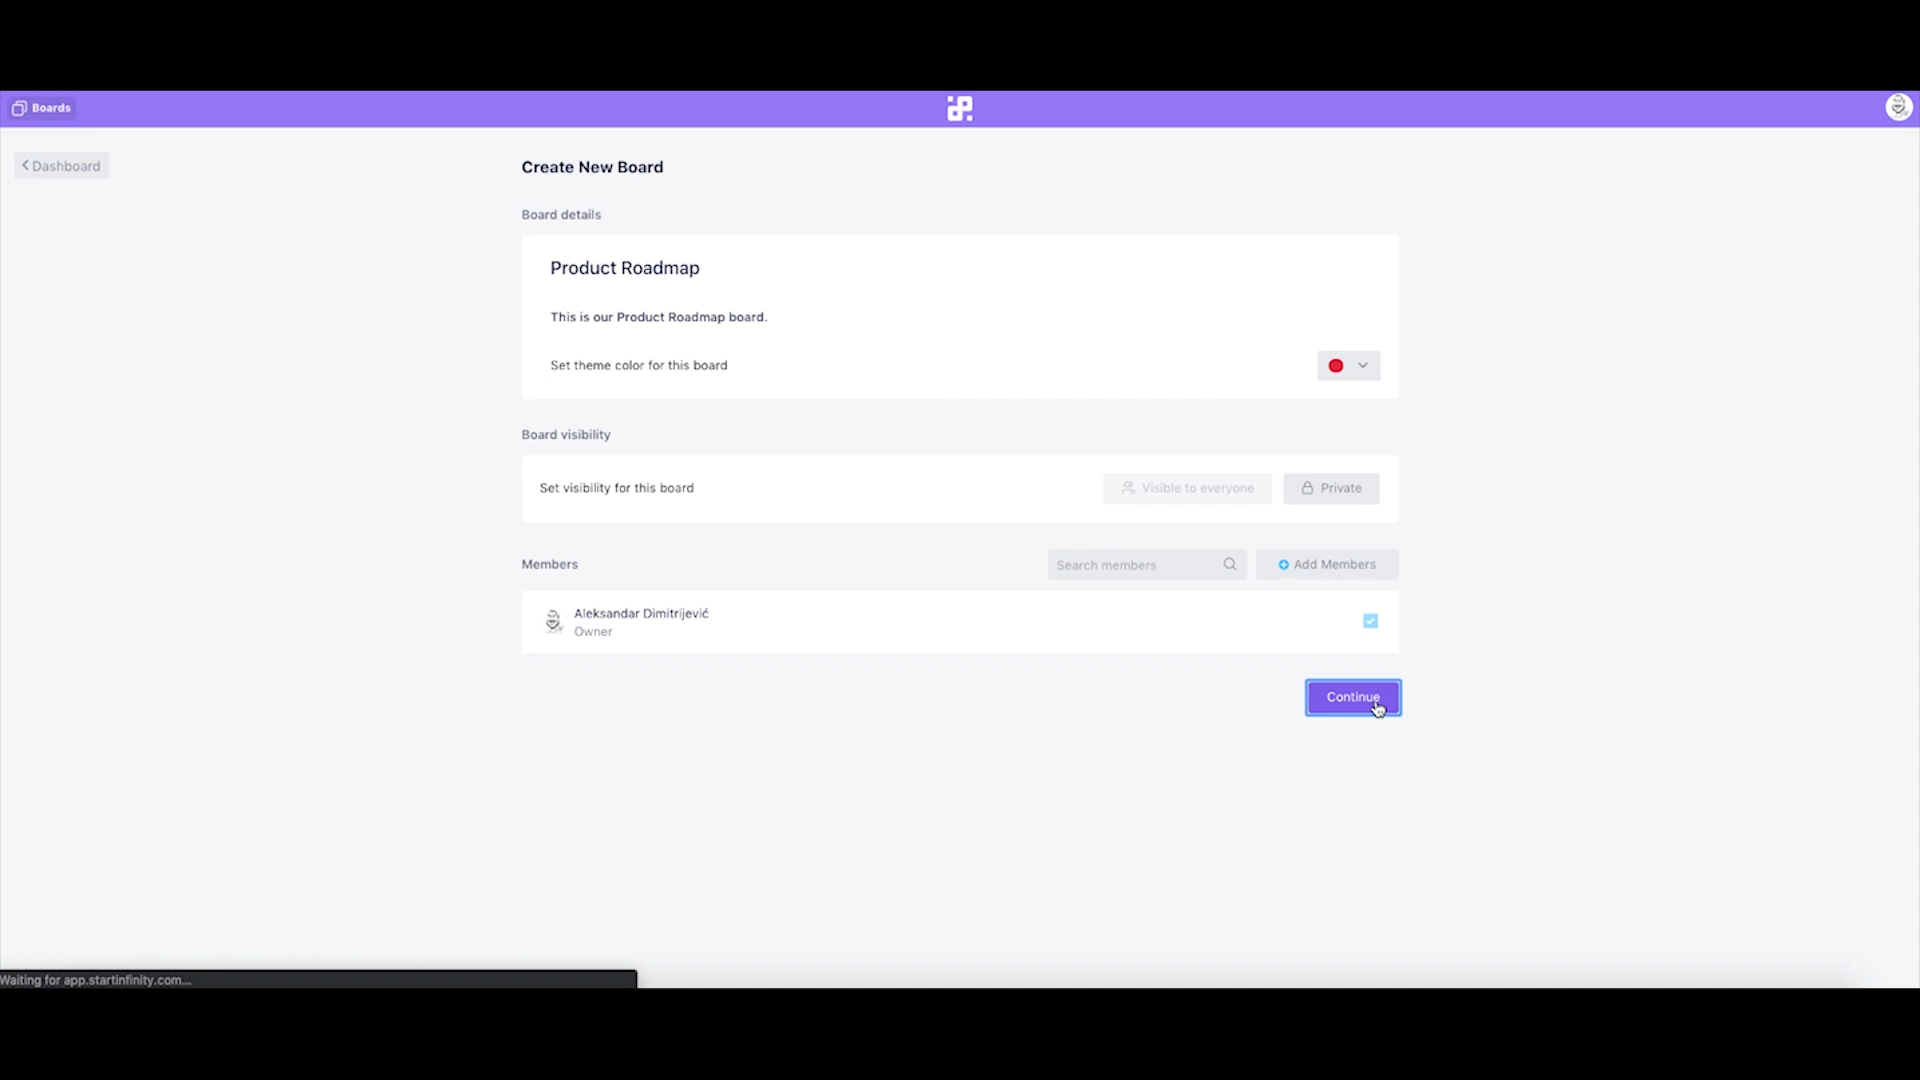 Boards
Dashboard
Create New Board
Board details
Product Roadmap
This is our Product Roadmap board.
Set theme color for this board
Board visibility
Set visibility for this board
Visible to everyone
Private
Members
Search members
Add Members
Aleksandar Dimitrijević
Owner
Continue
Waiting for app.startinfinity.com...